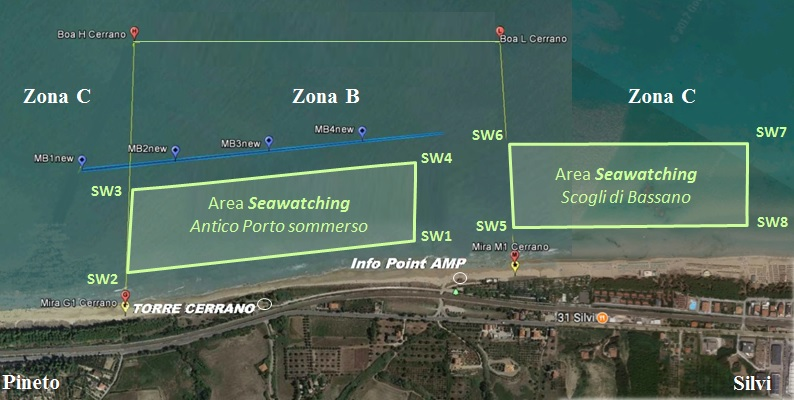 Boa H Cerrano
Boa L Cerrano
Zona C
Zona B
Zona C
MB1new
MB2new
MB3new
MB4new
SW6
SW7
SW3
SW4
Area Seawatching
Antico Porto sommerso
Area Seawatching
Scogli di Bassano
SW2
SW1
SW5
SW8
Mira M1 Cerrano
Info Point AMP
Mira G1 Cerrano
TORRE CERRANO
31 Silvi
Pineto
Silvi